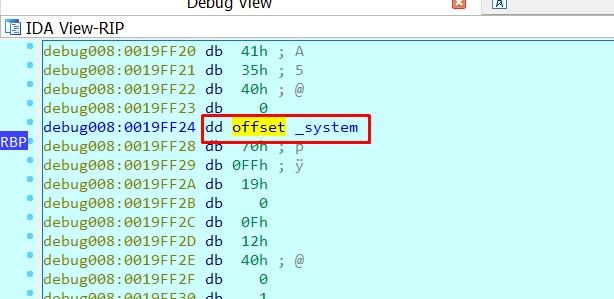 Debug View
IDA View-RIP
debug008:0019FF20 db 41h ; A
debug008:0019FF21 db 35h ; 5
debug008:0019FF22 db 40h ; @
debug008:0019FF23 db 0
debug008:0019FF24 dd offset _system
RBP debug008:0019FF28 db 70h ; p
debug008:0019FF29 db 0FFh ; ÿ
debug008:0019FF2A db 19h
debug008:0019FF2B db 0
debug008:0019FF2C db 0Fh
debug008:0019FF2D db 12h
debug008:0019FF2E db 40h ; @
debug008:0019FF2F db 0
debug008:0019FF30 db 1